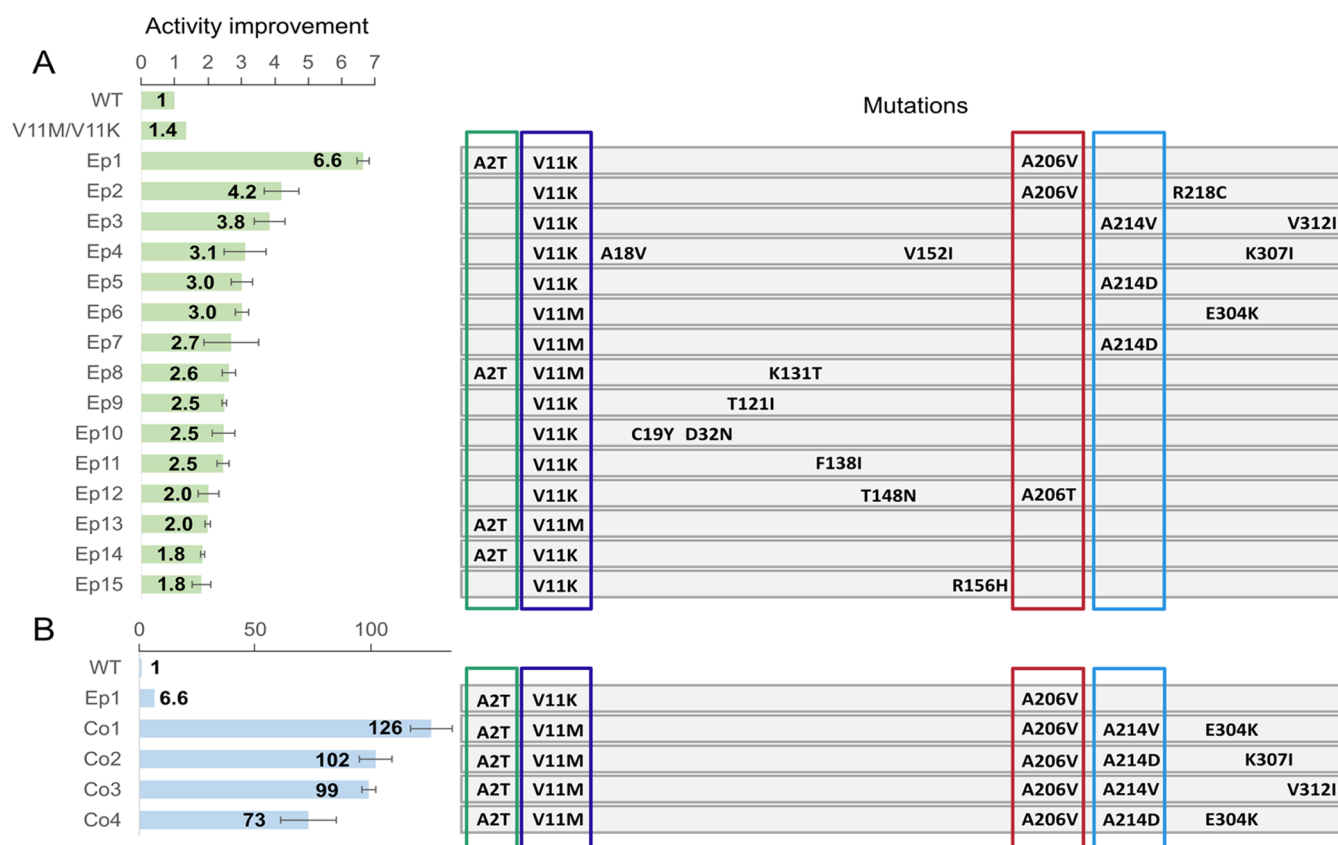 Activity improvement
A
0 1 2 3 4 5 6 7
Mutations
WT 1
V11M/V11K 1.4
Ep1 6.6 A2T V11K A206V
Ep2 4.2 V11K A206V R218C
Ep3 3.8 V11K A214V V312I
Ep4 3.1 V11K A18V V152I K307I
Ep5 3.0 V11K A214D
Ep6 3.0 V11M E304K
Ep7 2.7 V11M A214D
Ep8 2.6 A2T V11M K131T
Ep9 2.5 V11K T121I
Ep10 2.5 V11K C19Y D32N
Ep11 2.5 V11K F138I
Ep12 2.0 V11K T148N A206T
Ep13 2.0 A2T V11M
Ep14 1.8 A2T V11K
Ep15 1.8 V11K R156H
B
0 50 100
WT 1
Ep1 6.6 A2T V11K A206V
Co1 126 A2T V11M A206V A214V E304K
Co2 102 A2T V11M A206V A214D K307I
Co3 99 A2T V11M A206V A214V V312I
Co4 73 A2T V11M A206V A214D E304K